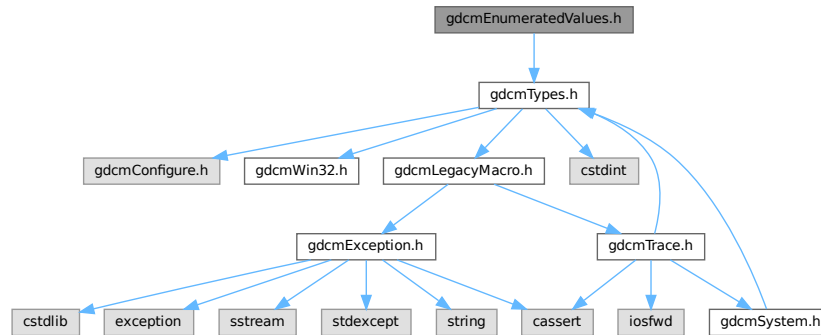 gdcmEnumeratedValues.h
gdcmTypes.h
gdcmConfigure.h
gdcmWin32.h
gdcmLegacyMacro.h
cstdint
gdcmException.h
gdcmTrace.h
cstdlib
exception
sstream
stdexcept
string
cassert
iosfwd
gdcmSystem.h